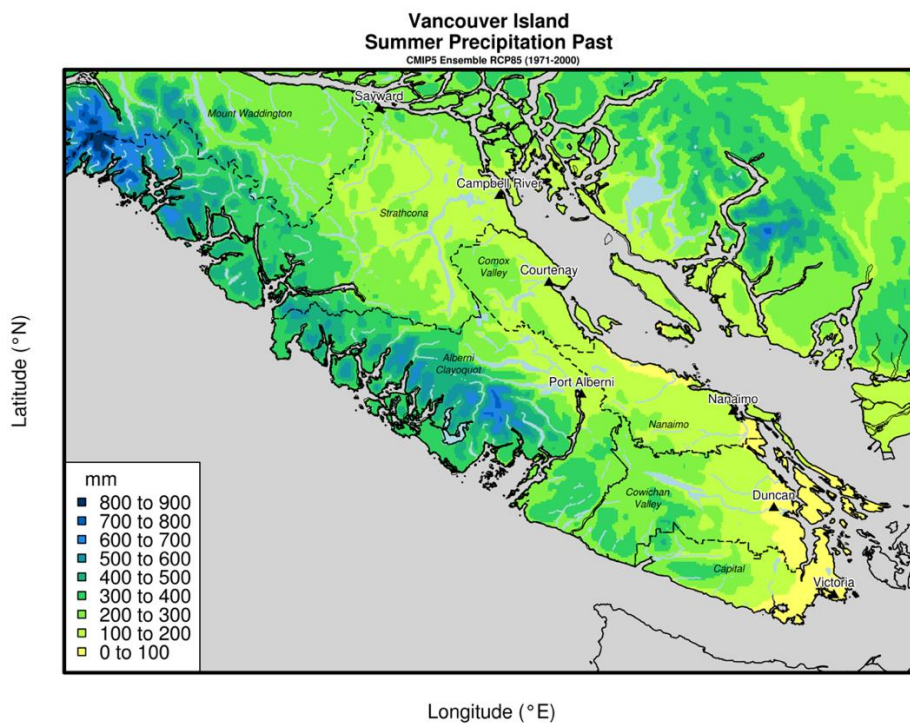 Vancouver Island
Summer Precipitation Past
CMIP5 Ensemble RCP85 (1971-2000)
Sayward
Mount Waddington
Campbell River
Strathcona
Comox
Valley
Courtenay
Alberni
Clayoquot
Port Alberni
Nanaimo
Nanaimo
Cowichan
Valley
Duncan
Capital
Victoria
Latitude (°N)
mm
800 to 900
700 to 800
600 to 700
500 to 600
400 to 500
300 to 400
200 to 300
100 to 200
0 to 100
Longitude (°E)